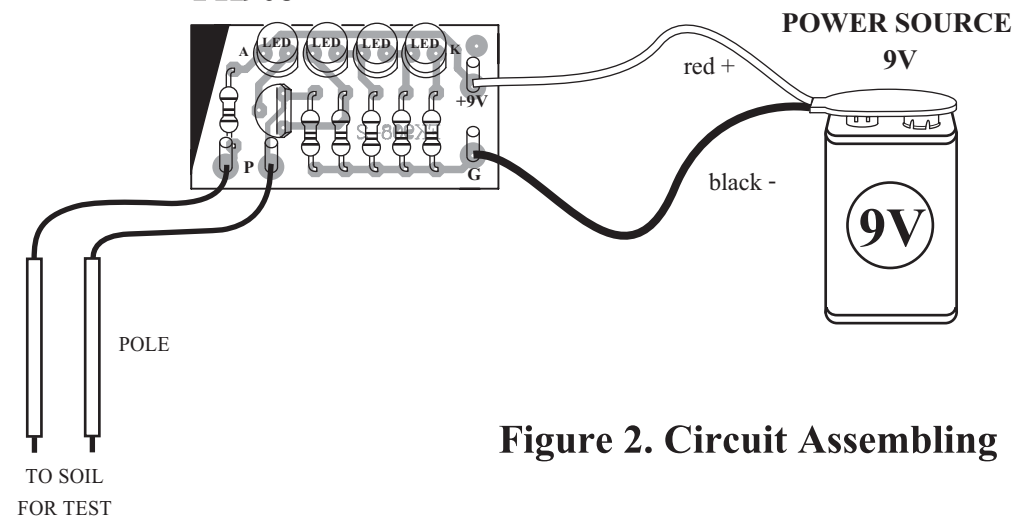 POWER SOURCE
9V
LED LED LED LED
A
K
red +
+9V
P
G
black -
9V
POLE
Figure 2. Circuit Assembling
TO SOIL
FOR TEST